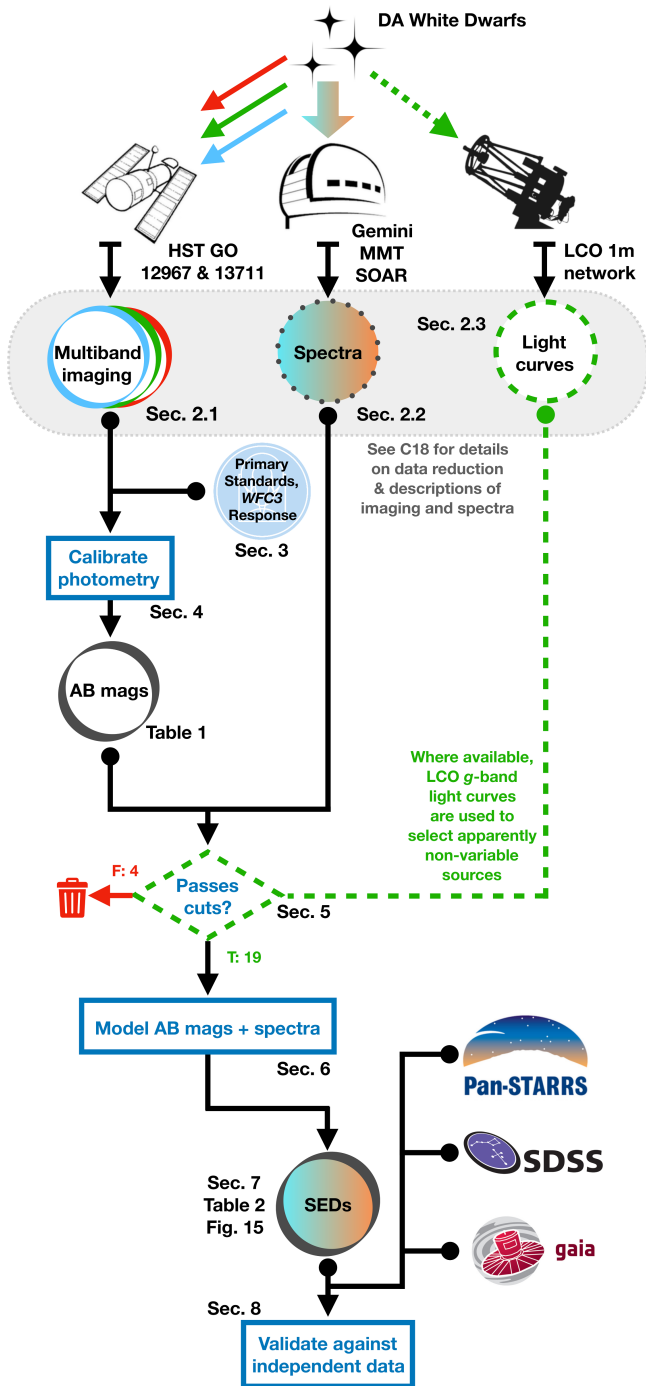 DA White Dwarfs
HST GO
12967 & 13711
Gemini
MMT
SOAR
LCO 1m
network
Multiband
imaging
Sec. 2.1
Spectra
Sec. 2.2
Sec. 2.3
Light
curves
See C18 for details
on data reduction
& descriptions of
imaging and spectra
Primary
Standards,
WFC3
Response
Sec. 3
Calibrate
photometry
Sec. 4
AB mags
Table 1
Where available,
LCO g-band
light curves
are used to
select apparently
non-variable
sources
F: 4
Passes
cuts?
Sec. 5
T: 19
Model AB mags + spectra
Sec. 6
Pan-STARRS
SDSS
gaia
Sec. 7
Table 2
Fig. 15
SEDs
Sec. 8
Validate against
independent data